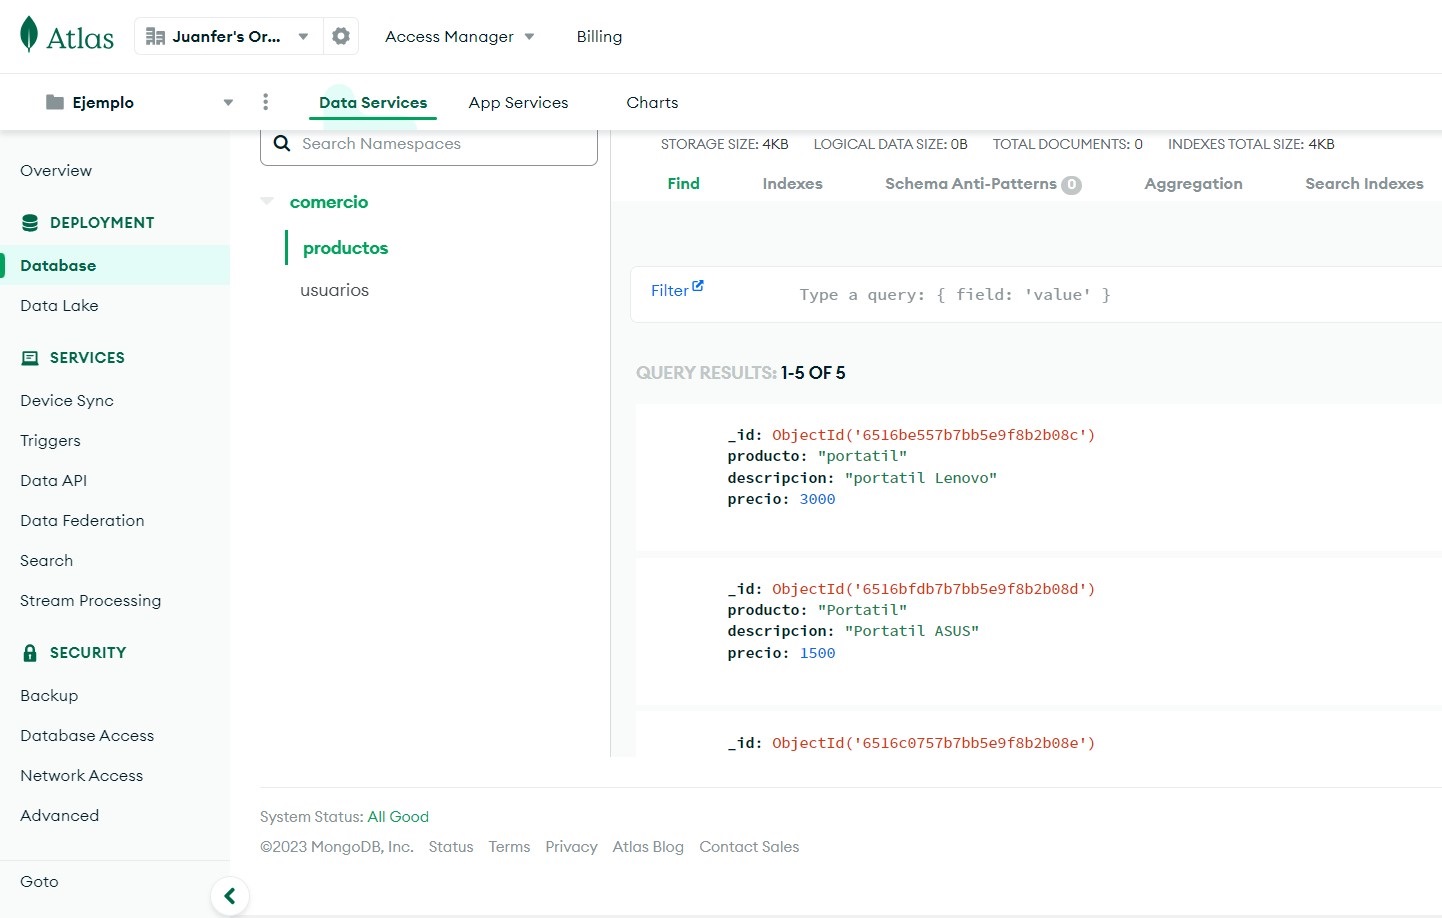 Atlas
Juanfer's Or...
Access Manager
Billing
Ejemplo
Data Services
App Services
Charts
Overview
DEPLOYMENT
Database
Data Lake
SERVICES
Device Sync
Triggers
Data API
Data Federation
Search
Stream Processing
SECURITY
Backup
Database Access
Network Access
Advanced
Goto
Search Namespaces
comercio
productos
usuarios
STORAGE SIZE: 4KB LOGICAL DATA SIZE: 0B TOTAL DOCUMENTS: 0 INDEXES TOTAL SIZE: 4KB
Find Indexes Schema Anti-Patterns 0 Aggregation Search Indexes
Filter Type a query: { field: 'value' }
QUERY RESULTS: 1-5 OF 5
_id: ObjectId('6516be557b7bb5e9f8b2b08c')
producto: "portatil"
descripcion: "portatil Lenovo"
precio: 3000
_id: ObjectId('6516bfdb7b7bb5e9f8b2b08d')
producto: "Portatil"
descripcion: "Portatil ASUS"
precio: 1500
_id: ObjectId('6516c0757b7bb5e9f8b2b08e')
System Status: All Good
©2023 MongoDB, Inc. Status Terms Privacy Atlas Blog Contact Sales